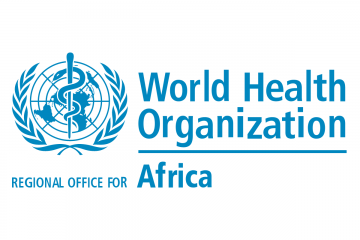 World Health
Organization
REGIONAL OFFICE FOR Africa